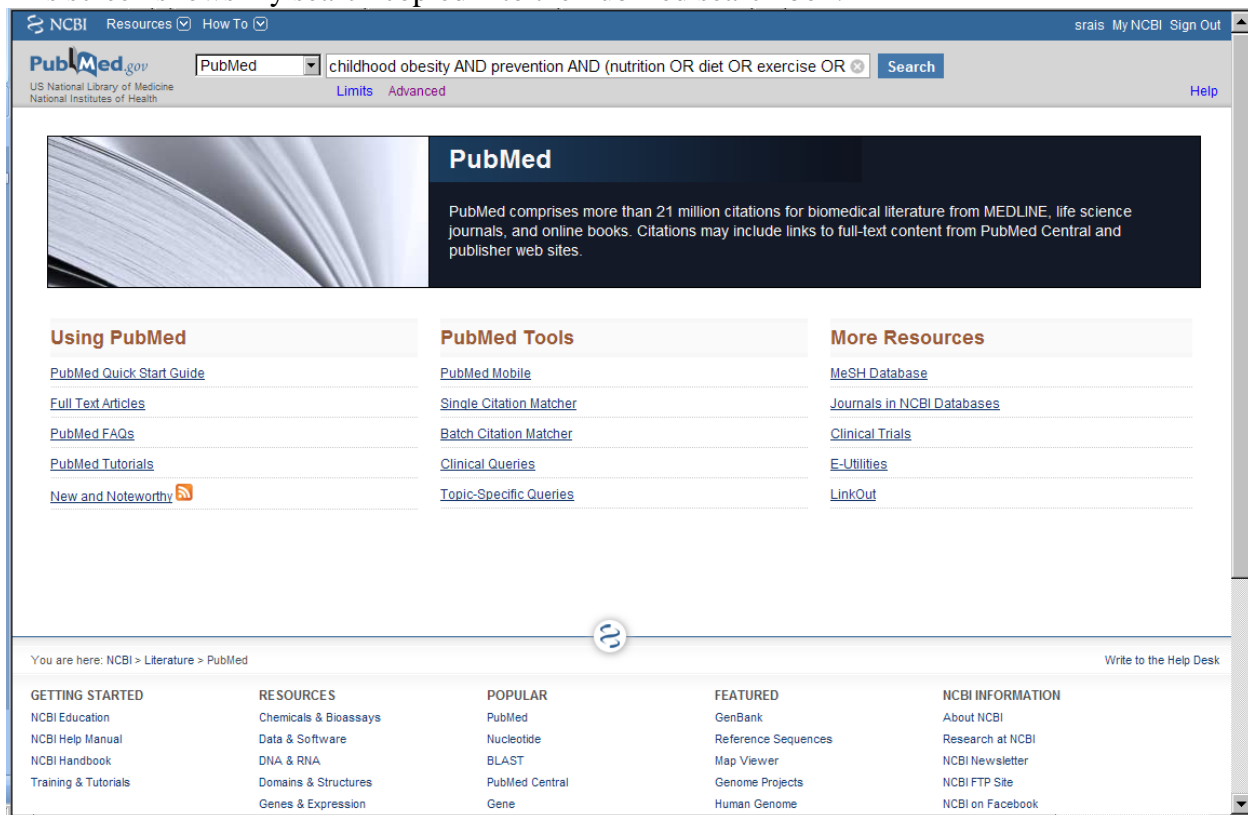 NCBI Resources How To srais My NCBI Sign Out
PubMed.gov PubMed childhood obesity AND prevention AND (nutrition OR diet OR exercise OR Search
US National Library of Medicine
National Institutes of Health
Limits Advanced Help
PubMed
PubMed comprises more than 21 million citations for biomedical literature from MEDLINE, life science
journals, and online books. Citations may include links to full-text content from PubMed Central and
publisher web sites.
Using PubMed PubMed Tools More Resources
PubMed Quick Start Guide PubMed Mobile MeSH Database
Full Text Articles Single Citation Matcher Journals in NCBI Databases
PubMed FAQs Batch Citation Matcher Clinical Trials
PubMed Tutorials Clinical Queries E-Utilities
New and Noteworthy Topic-Specific Queries LinkOut
You are here: NCBI > Literature > PubMed Write to the Help Desk
GETTING STARTED RESOURCES POPULAR FEATURED NCBI INFORMATION
NCBI Education Chemicals & Bioassays PubMed GenBank About NCBI
NCBI Help Manual Data & Software Nucleotide Reference Sequences Research at NCBI
NCBI Handbook DNA & RNA BLAST Map Viewer NCBI Newsletter
Training & Tutorials Domains & Structures PubMed Central Genome Projects NCBI FTP Site
Genes & Expression Gene Human Genome NCBI on Facebook